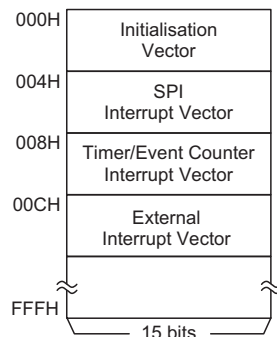 000H
Initialisation
Vector
004H
SPI
Interrupt Vector
008H
Timer/Event Counter
Interrupt Vector
00CH
External
Interrupt Vector
FFFH
15 bits